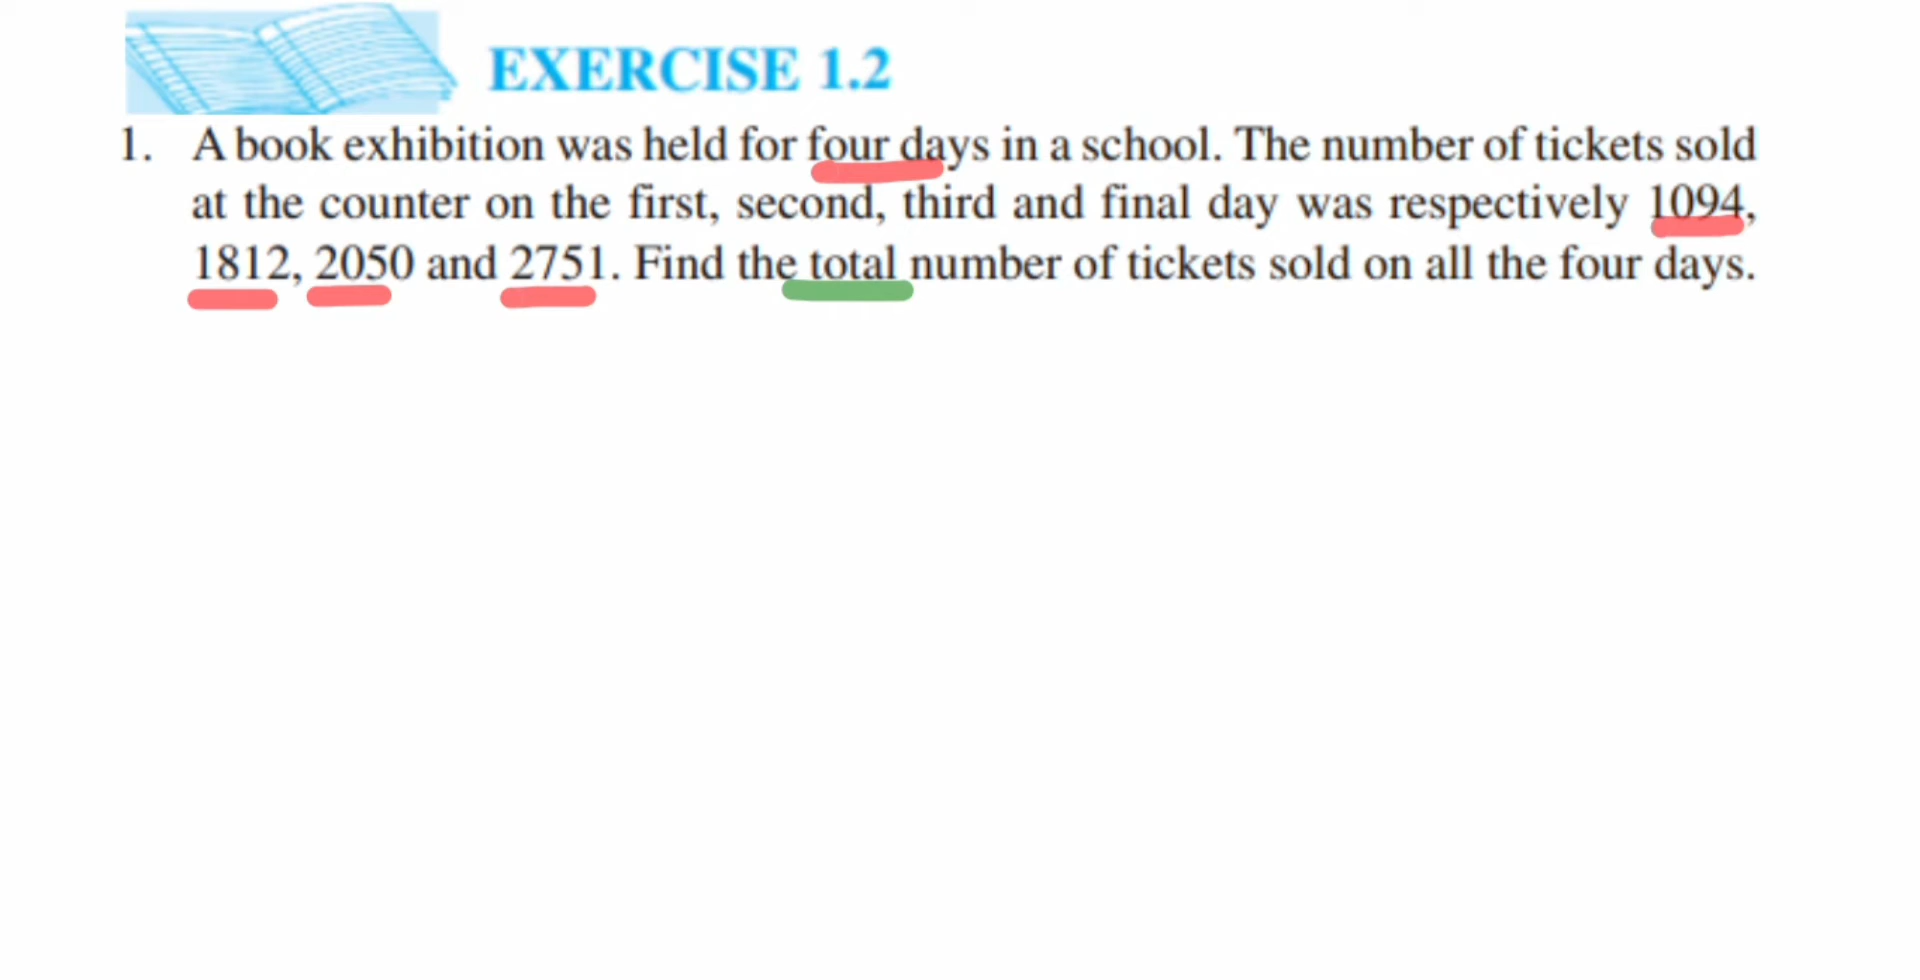 EXERCISE 1.2
1. A book exhibition was held for four days in a school. The number of tickets sold
at the counter on the first, second, third and final day was respectively 1094,
1812, 2050 and 2751. Find the total number of tickets sold on all the four days.